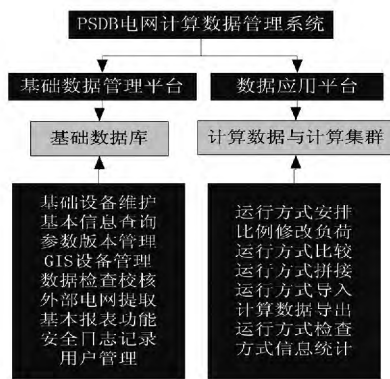 PSDB电网计算数据管理系统
基础数据管理平台
数据应用平台
基础数据库
计算数据与计算集群
基础设备维护
基本信息查询
参数版本管理
GIS设备管理
数据检查校核
外部电网提取
基本报表功能
安全日志记录
用户管理
运行方式安排
比例修改负荷
运行方式比较
运行方式拼接
运行方式导入
计算数据导出
运行方式检查
方式信息统计